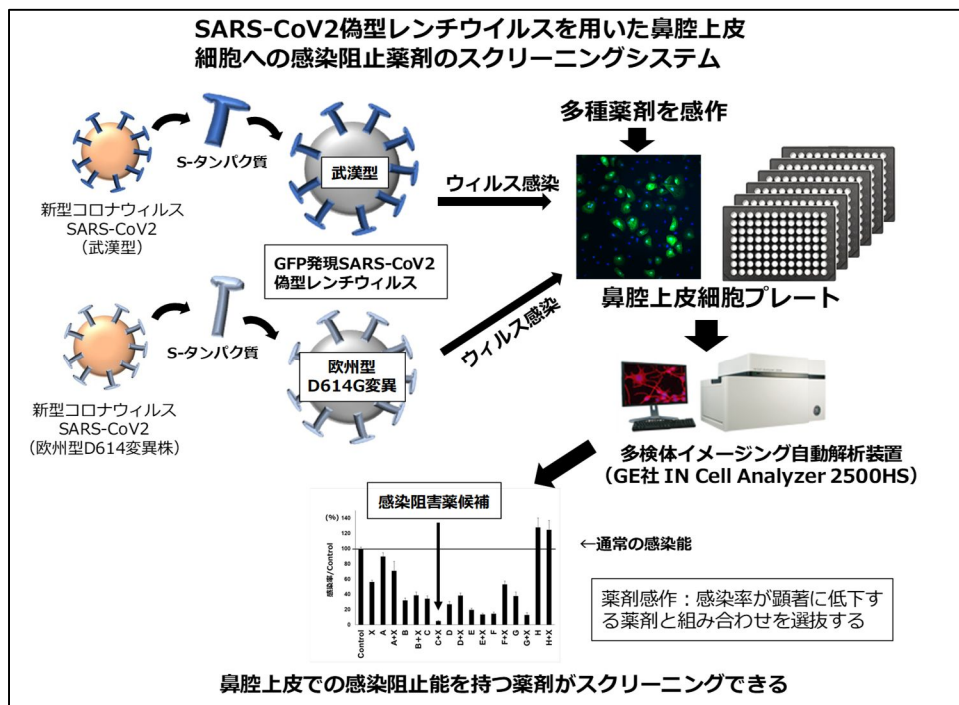 SARS-CoV2偽型レンチウイルスを用いた鼻腔上皮
細胞への感染阻止薬剤のスクリーニングシステム
S-タンパク質
新型コロナウィルス
SARS-CoV2
（武漢型）
武漢型
ウィルス感染
多種薬剤を感作
GFP発現SARS-CoV2
偽型レンチウィルス
鼻腔上皮細胞プレート
S-タンパク質
新型コロナウィルス
SARS-CoV2
（欧州型D614変異株）
欧州型
D614G変異
ウィルス感染
多検体イメージング自動解析装置
（GE社 IN Cell Analyzer 2500HS）
感染阻害薬候補
(%)
140
120
100
80
60
40
20
0
感染率/Control
Control
X
A
A+X
B
B+X
C
C+X
D
D+X
E
E+X
F
F+X
G
G+X
H
H+X
←通常の感染能
薬剤感作：感染率が顕著に低下す
る薬剤と組み合わせを選抜する
鼻腔上皮での感染阻止能を持つ薬剤がスクリーニングできる